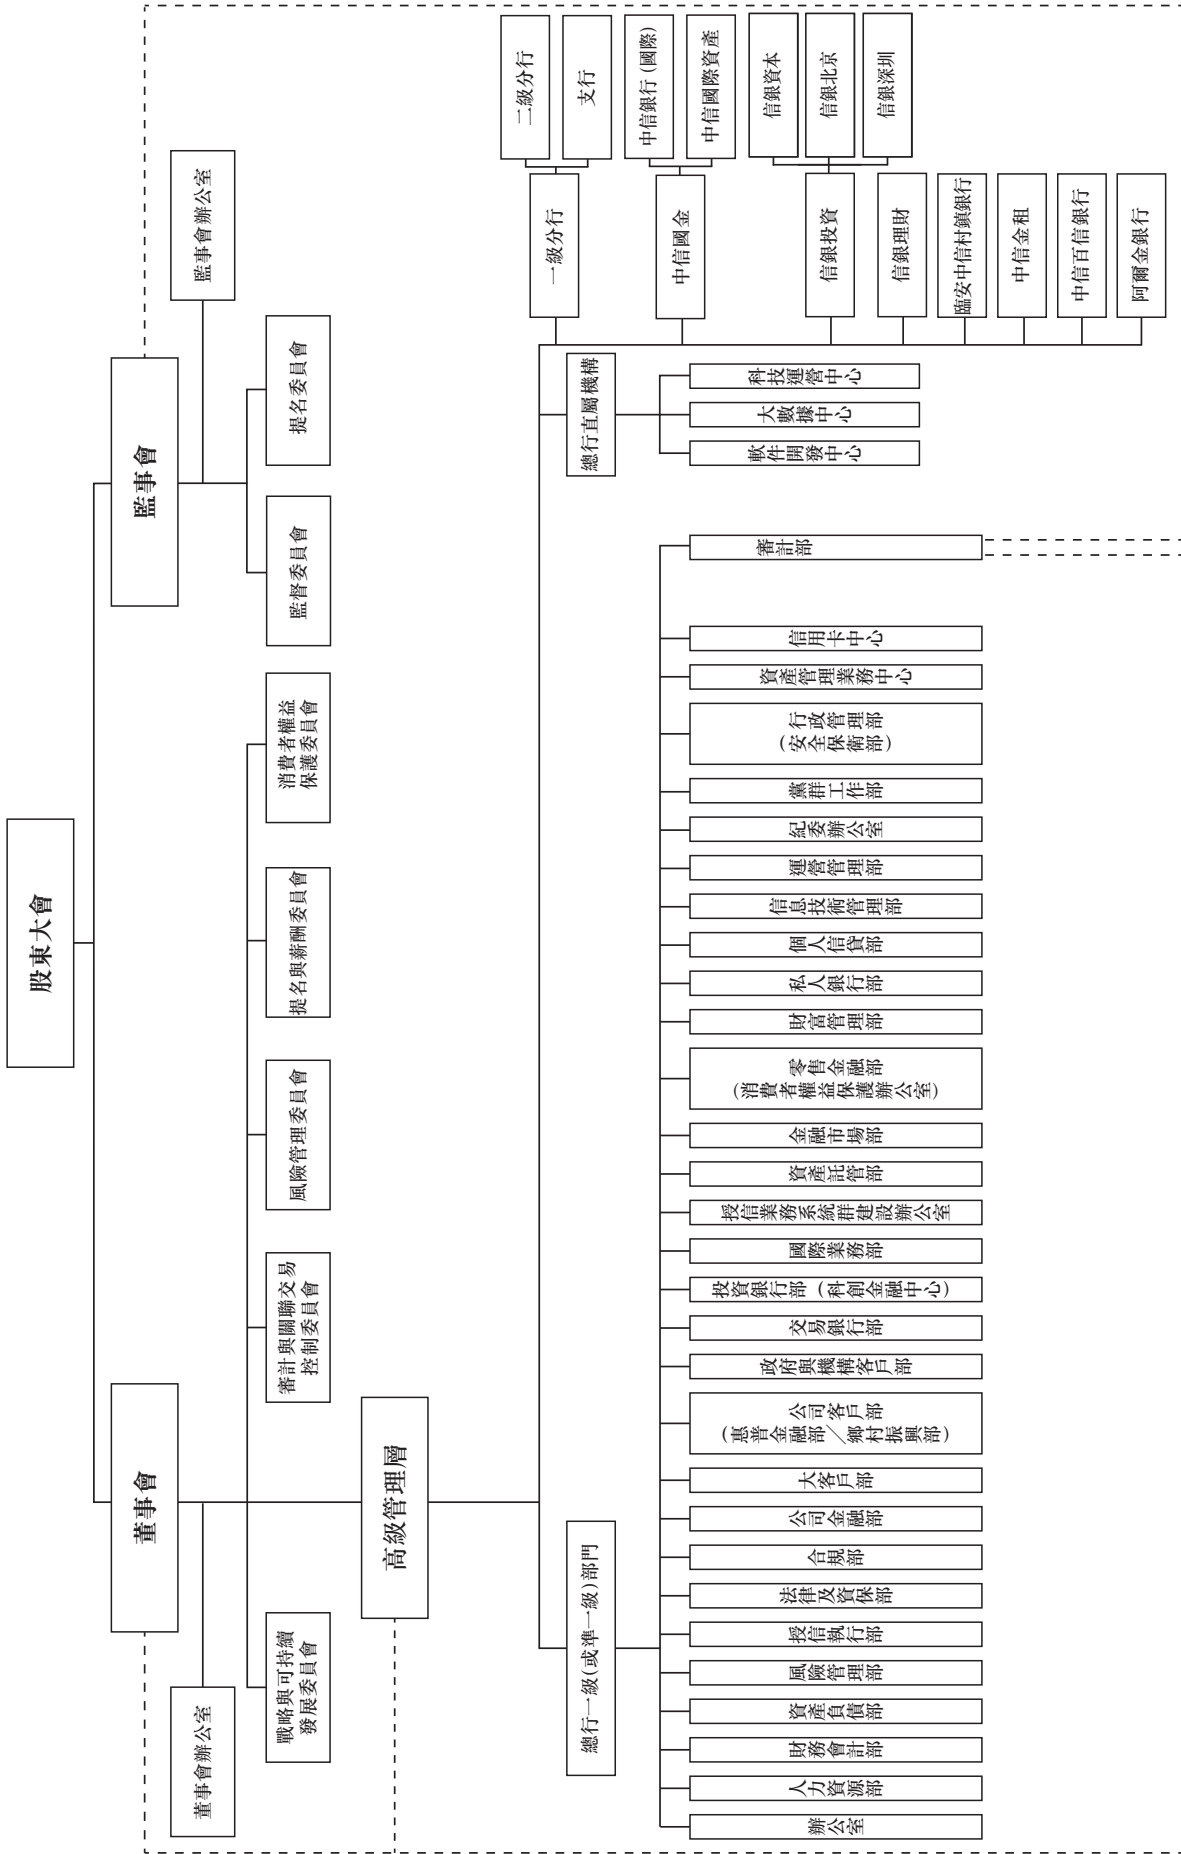 股東大會
董事會
監事會
董事會辦公室
監事會辦公室
戰略與可持續
發展委員會
審計與關聯交易
控制委員會
風險管理委員會
提名與薪酬委員會
消費者權益
保護委員會
監督委員會
提名委員會
高級管理層
總行一級(或準一級)部門
總行直屬機構
一級分行
二級分行
支行
中信國金
中信銀行(國際)
中信國際資產
信銀投資
信銀資本
信銀北京
信銀深圳
信銀理財
臨安中信村鎮銀行
中信金租
中信百信銀行
阿爾金銀行
辦公室
人力資源部
財務會計部
資產負債部
風險管理部
授信執行部
法律及資保部
合規部
公司金融部
大客戶部
公司客戶部
(惠普金融部/鄉村振興部)
政府與機構客戶部
交易銀行部
投資銀行部(科創金融中心)
國際業務部
授信業務系統群建設辦公室
資產託管部
金融市場部
零售金融部
(消費者權益保護辦公室)
財富管理部
私人銀行部
個人信貸部
信息技術管理部
運營管理部
紀委辦公室
黨群工作部
行政管理部
(安全保衛部)
資產管理業務中心
信用卡中心
審計部
軟件開發中心
大數據中心
科技運營中心